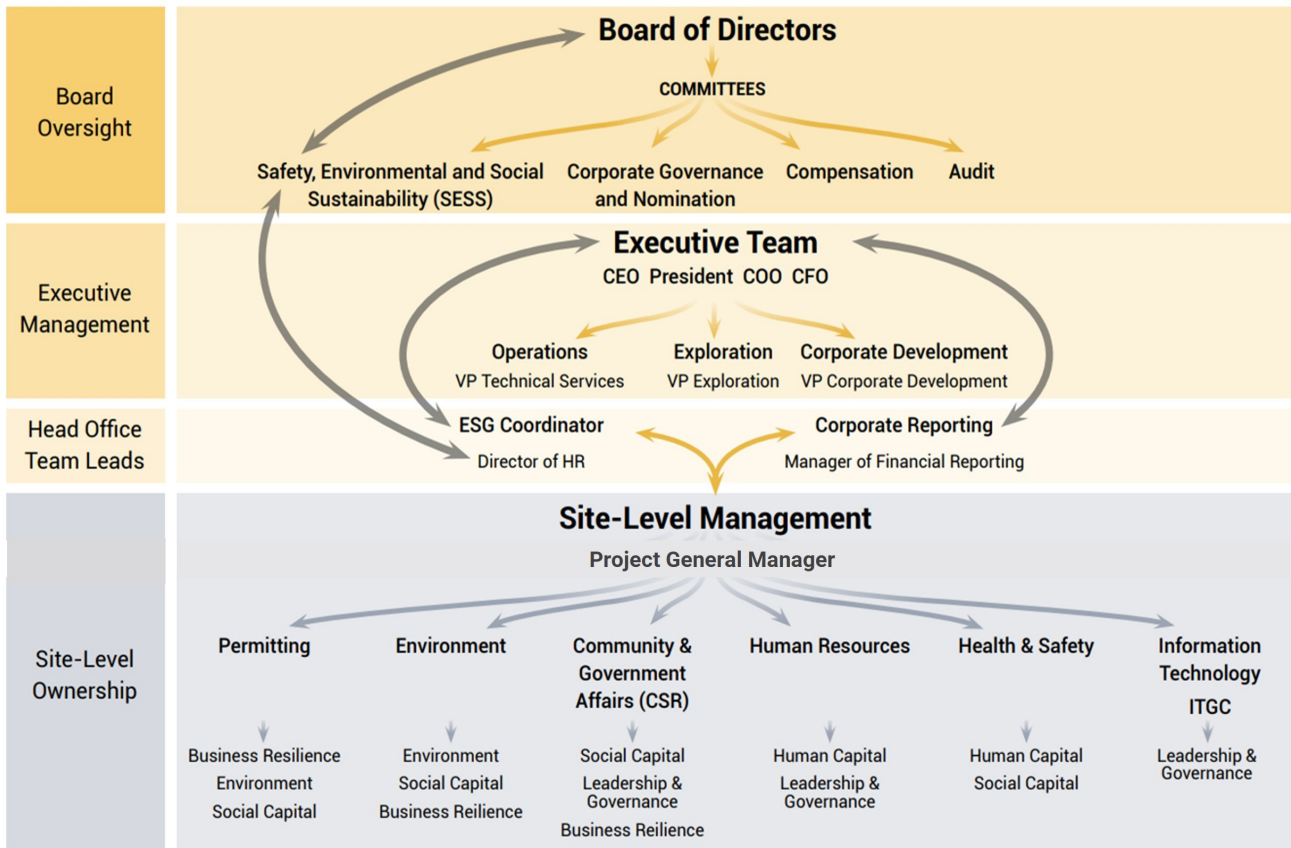 Board
Oversight
Board of Directors
COMMITTEES
Safety, Environmental and Social
Sustainability (SESS)
Corporate Governance
and Nomination
Compensation
Audit
Executive
Management
Executive Team
CEO President COO CFO
Operations
VP Technical Services
Exploration
VP Exploration
Corporate Development
VP Corporate Development
Head Office
Team Leads
ESG Coordinator
Director of HR
Corporate Reporting
Manager of Financial Reporting
Site-Level
Ownership
Site-Level Management
Project General Manager
Permitting
Business Resilience
Environment
Social Capital
Environment
Environment
Social Capital
Business Reilience
Community &
Government
Affairs (CSR)
Social Capital
Leadership &
Governance
Business Reilience
Human Resources
Human Capital
Leadership &
Governance
Health & Safety
Human Capital
Social Capital
Information
Technology
ITGC
Leadership &
Governance